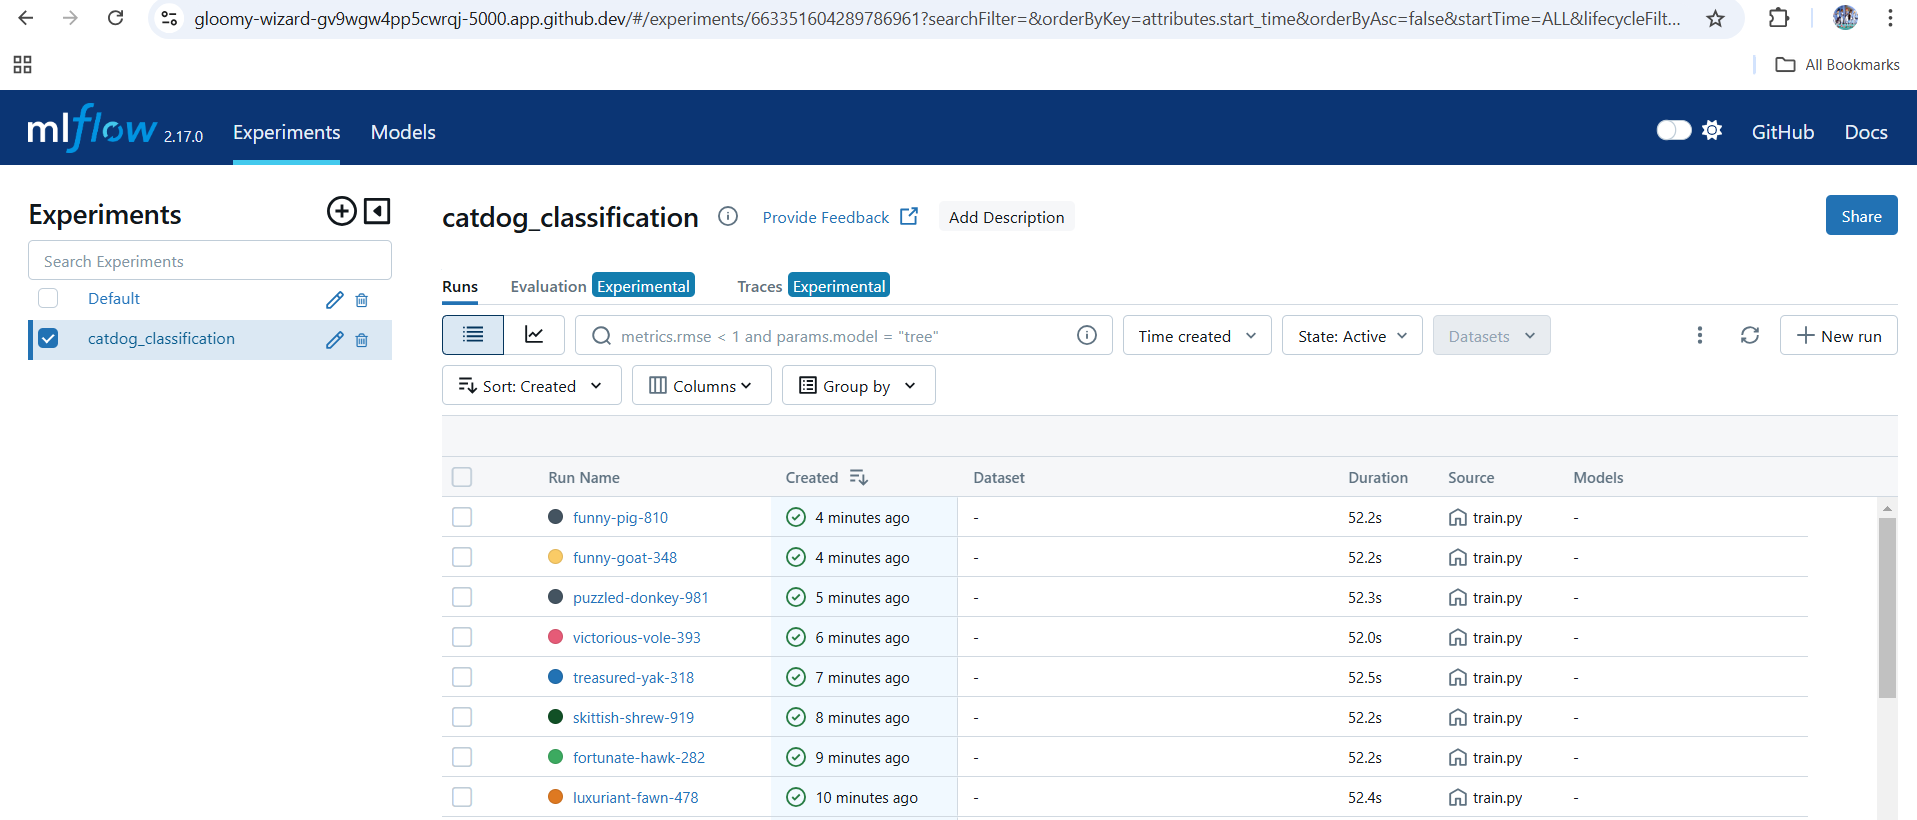 gloomy-wizard-gv9wgw4pp5cwrqj-5000.app.github.dev/#/experiments/663351604289786961?searchFilter=&orderByKey=attributes.start_time&orderByAsc=false&startTime=ALL&lifecycleFilt...
All Bookmarks
mlflow 2.17.0 Experiments Models GitHub Docs
Experiments
Search Experiments
Default
catdog_classification
catdog_classification Provide Feedback Add Description Share
Runs Evaluation Experimental Traces Experimental
metrics.rmse < 1 and params.model = "tree" Time created State: Active Datasets New run
Sort: Created Columns Group by
Run Name Created Dataset Duration Source Models
funny-pig-810 4 minutes ago - 52.2s train.py -
funny-goat-348 4 minutes ago - 52.2s train.py -
puzzled-donkey-981 5 minutes ago - 52.3s train.py -
victorious-vole-393 6 minutes ago - 52.0s train.py -
treasured-yak-318 7 minutes ago - 52.5s train.py -
skittish-shrew-919 8 minutes ago - 52.2s train.py -
fortunate-hawk-282 9 minutes ago - 52.2s train.py -
luxuriant-fawn-478 10 minutes ago - 52.4s train.py -